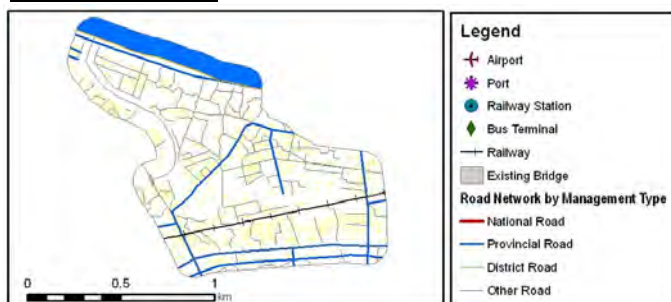 Legend
Airport
Port
Railway Station
Bus Terminal
Railway
Existing Bridge
Road Network by Management Type
National Road
Provincial Road
District Road
Other Road
0 0.5 1
km